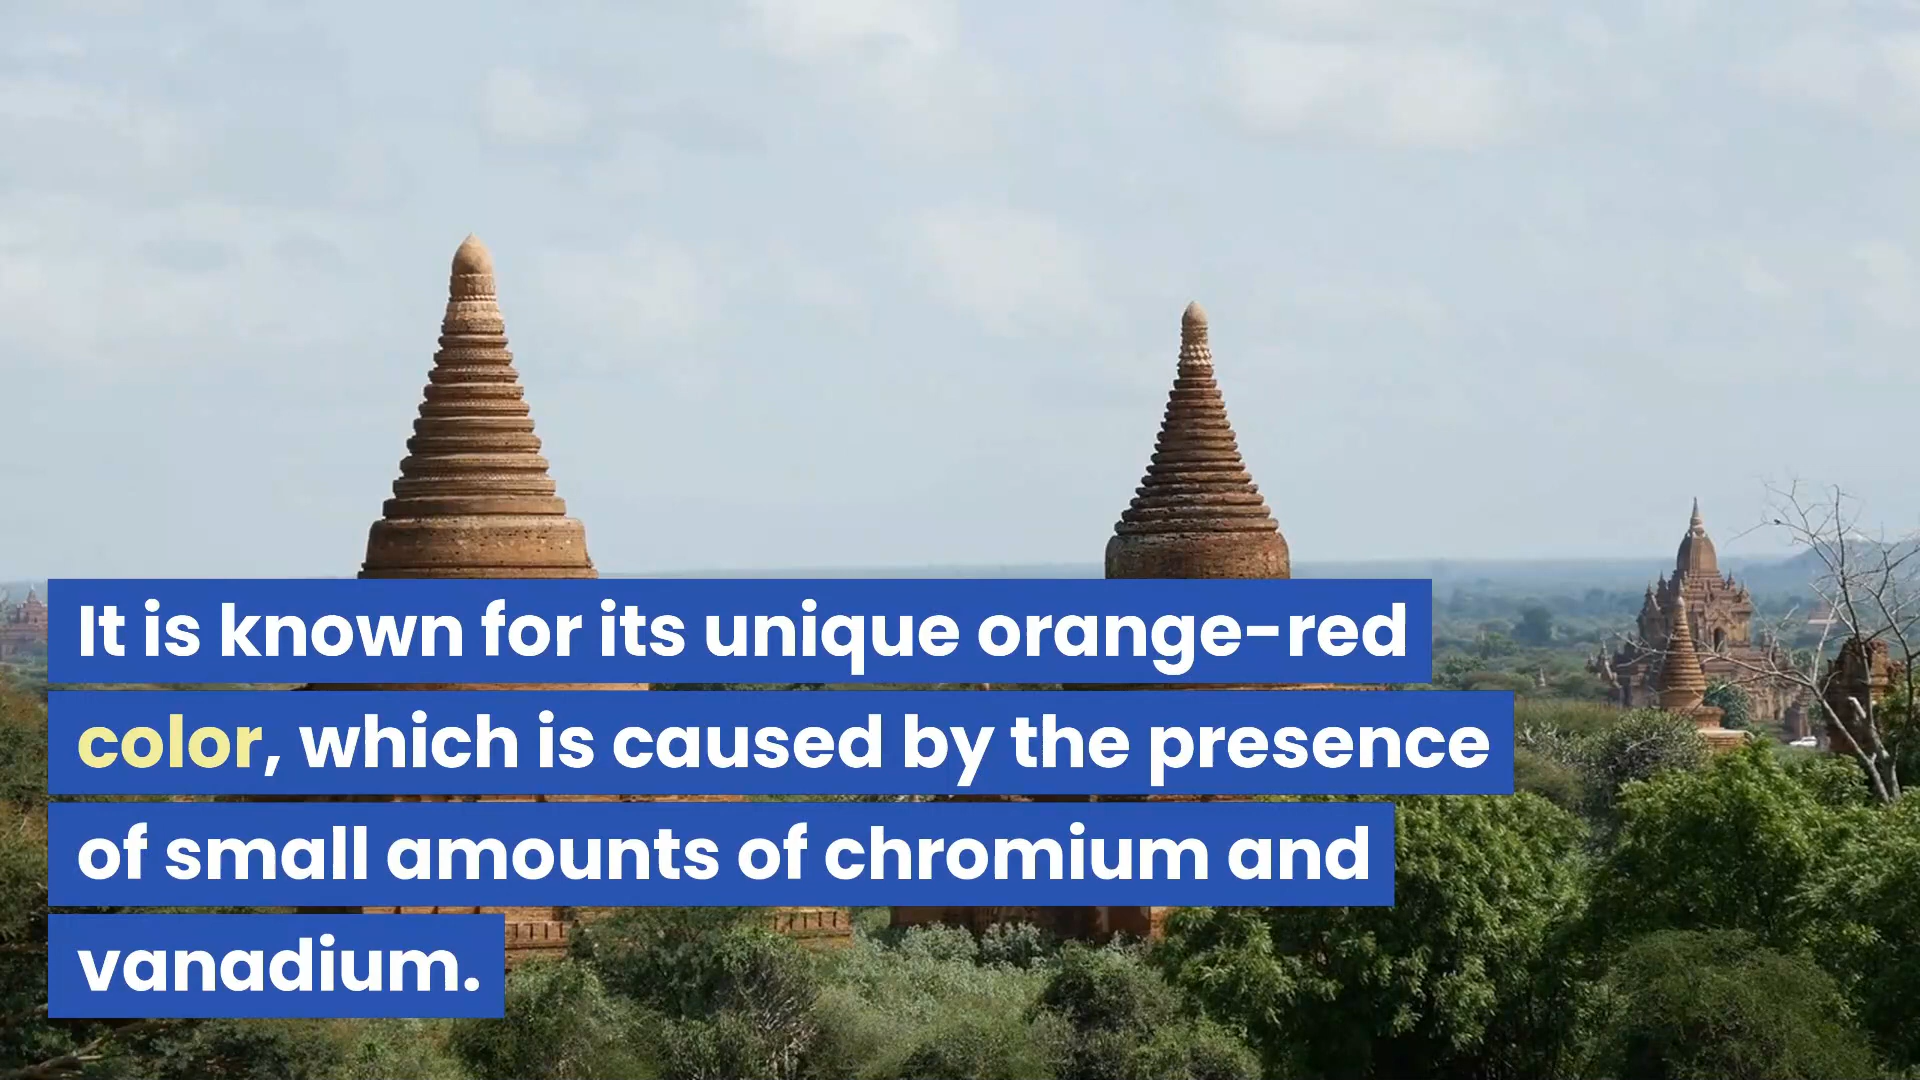 It is known for its unique orange-red
color, which is caused by the presence
of small amounts of chromium and
vanadium.